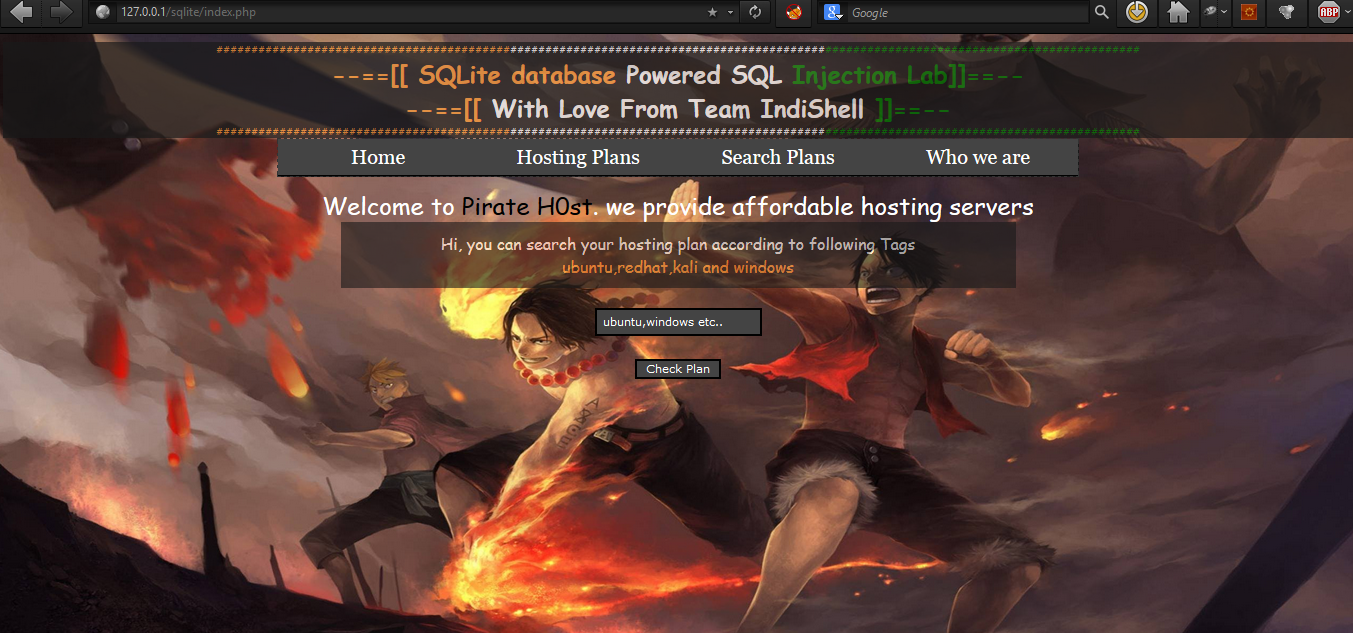 127.0.0.1/sqlite/index.php
Google
ABP
--==[[ SQLite database Powered SQL Injection Lab]]==--
--==[[ With Love From Team IndiShell ]]==--
Home Hosting Plans Search Plans Who we are
Welcome to Pirate H0st. we provide affordable hosting servers
Hi, you can search your hosting plan according to following Tags
ubuntu,redhat,kali and windows
ubuntu,windows etc..
Check Plan